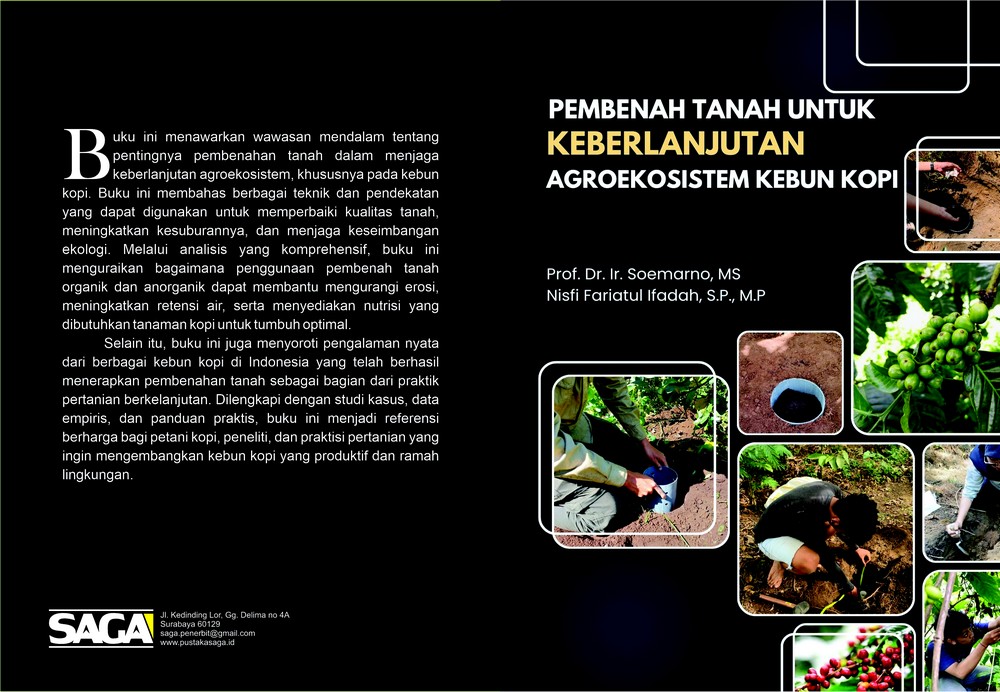 Buku ini menawarkan wawasan mendalam tentang
pentingnya pembenahan tanah dalam menjaga
keberlanjutan agroekosistem, khususnya pada kebun
kopi. Buku ini membahas berbagai teknik dan pendekatan
yang dapat digunakan untuk memperbaiki kualitas tanah,
meningkatkan kesuburannya, dan menjaga keseimbangan
ekologi. Melalui analisis yang komprehensif, buku ini
menguraikan bagaimana penggunaan pembenah tanah
organik dan anorganik dapat membantu mengurangi erosi,
meningkatkan retensi air, serta menyediakan nutrisi yang
dibutuhkan tanaman kopi untuk tumbuh optimal.
Selain itu, buku ini juga menyoroti pengalaman nyata
dari berbagai kebun kopi di Indonesia yang telah berhasil
menerapkan pembenahan tanah sebagai bagian dari praktik
pertanian berkelanjutan. Dilengkapi dengan studi kasus, data
empiris, dan panduan praktis, buku ini menjadi referensi
berharga bagi petani kopi, peneliti, dan praktisi pertanian yang
ingin mengembangkan kebun kopi yang produktif dan ramah
lingkungan.
SAGA
Jl. Kedinding Lor, Gg. Delima no 4A
Surabaya 60129
saga.penerbit@gmail.com
www.pustakasaga.id
PEMBENAH TANAH UNTUK
KEBERLANJUTAN
AGROEKOSISTEM KEBUN KOPI
Prof. Dr. Ir. Soemarno, MS
Nisfi Fariatul Ifadah, S.P., M.P